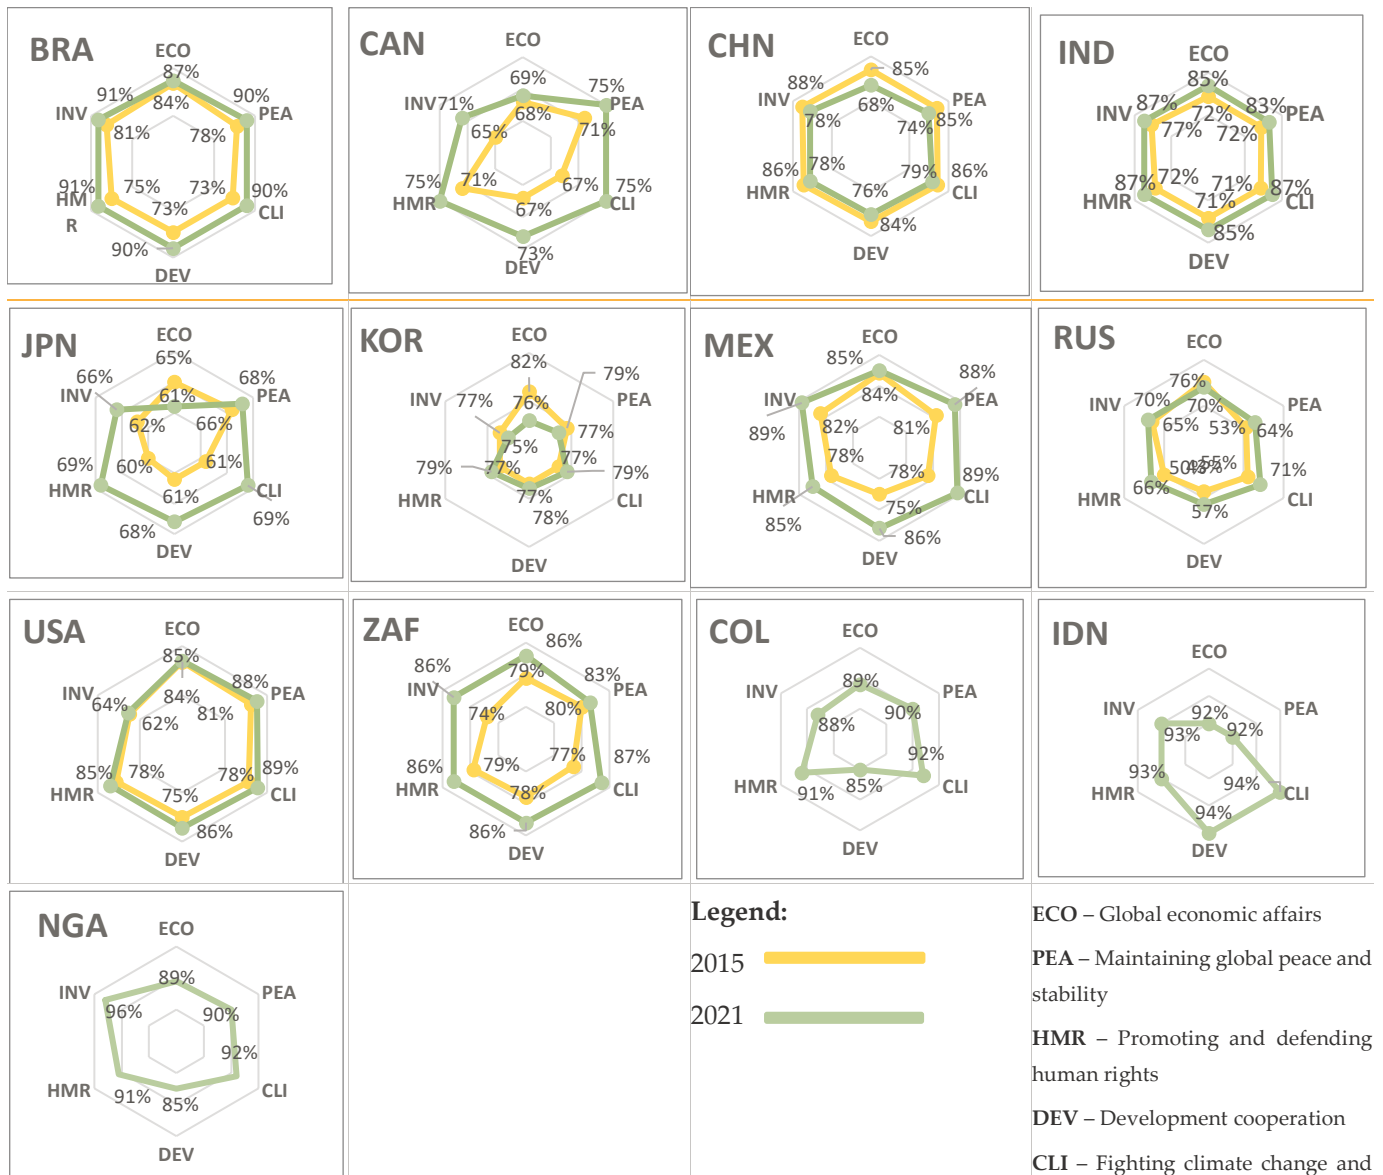 BRA
ECO
87%
91%
90%
INV
PEA
84%
81%
78%
91%
75%
73%
90%
HM
R
CLI
73%
90%
DEV
CAN
ECO
69%
75%
INV
71%
PEA
68%
65%
71%
75%
71%
67%
75%
HMR
CLI
67%
73%
DEV
CHN
ECO
88%
85%
INV
PEA
68%
78%
74%
85%
86%
78%
79%
86%
HMR
CLI
76%
84%
DEV
IND
ECO
85%
87%
83%
INV
PEA
72%
77%
72%
87%
72%
71%
87%
HMR
CLI
71%
85%
DEV
JPN
ECO
65%
66%
68%
INV
PEA
61%
62%
66%
69%
60%
61%
HMR
CLI
61%
69%
68%
DEV
KOR
ECO
82%
79%
INV
77%
PEA
76%
75%
77%
79%
77%
77%
79%
HMR
CLI
77%
78%
DEV
MEX
ECO
85%
88%
INV
PEA
84%
89%
82%
81%
78%
78%
89%
HMR
CLI
85%
75%
86%
DEV
RUS
ECO
76%
INV
70%
PEA
70%
65%
53%
64%
50%
43%
55%
71%
HMR
66%
CLI
57%
DEV
USA
ECO
85%
88%
INV
64%
PEA
84%
62%
81%
85%
78%
78%
89%
HMR
CLI
75%
86%
DEV
ZAF
ECO
86%
86%
83%
INV
PEA
79%
74%
80%
86%
79%
77%
87%
HMR
CLI
78%
86%
DEV
COL
ECO
89%
INV
PEA
88%
90%
92%
HMR
91%
85%
CLI
DEV
IDN
ECO
INV
PEA
92%
93%
92%
93%
94%
HMR
CLI
94%
DEV
NGA
ECO
89%
INV
PEA
96%
90%
92%
HMR
91%
85%
CLI
DEV
Legend:
2015
2021
ECO – Global economic affairs
PEA – Maintaining global peace and
stability
HMR – Promoting and defending
human rights
DEV – Development cooperation
CLI – Fighting climate change and